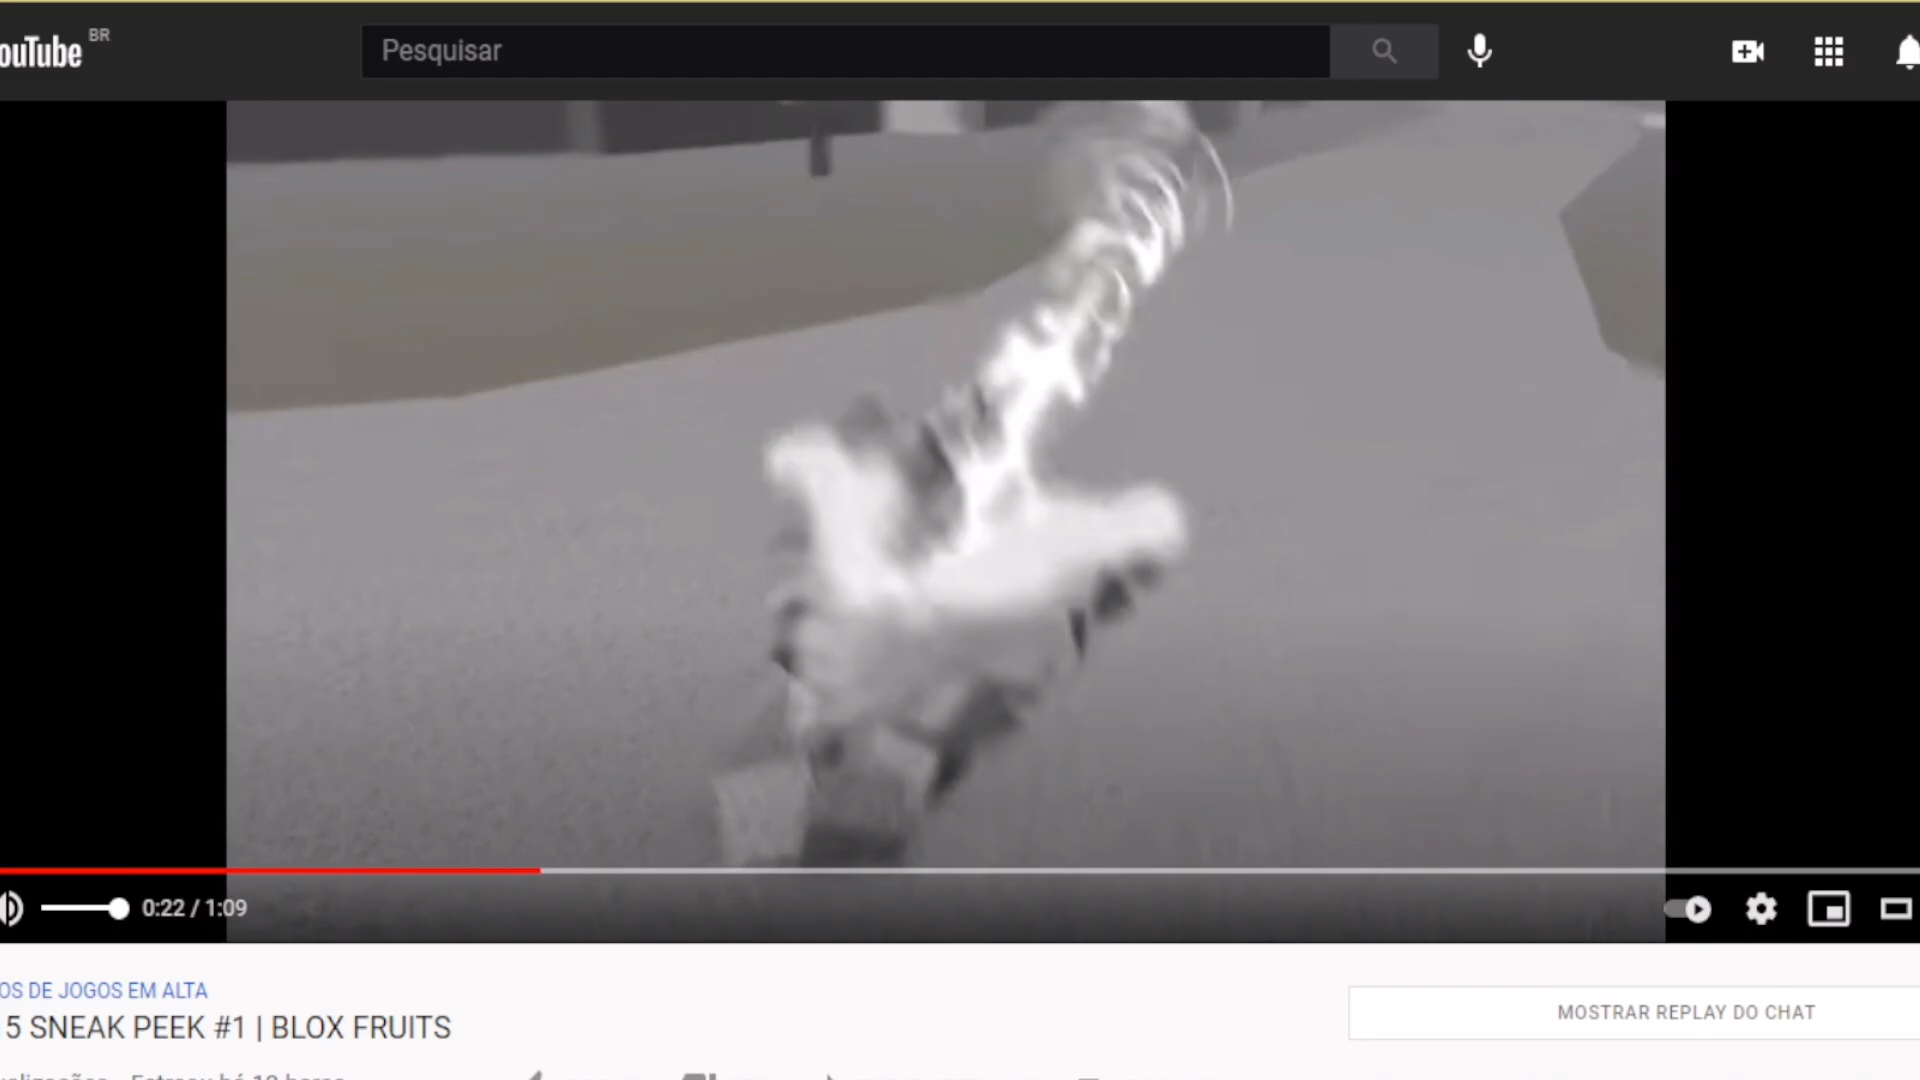 ouTube BR
Pesquisar
0:22 / 1:09
OS DE JOGOS EM ALTA
5 SNEAK PEEK #1 | BLOX FRUITS
MOSTRAR REPLAY DO CHAT